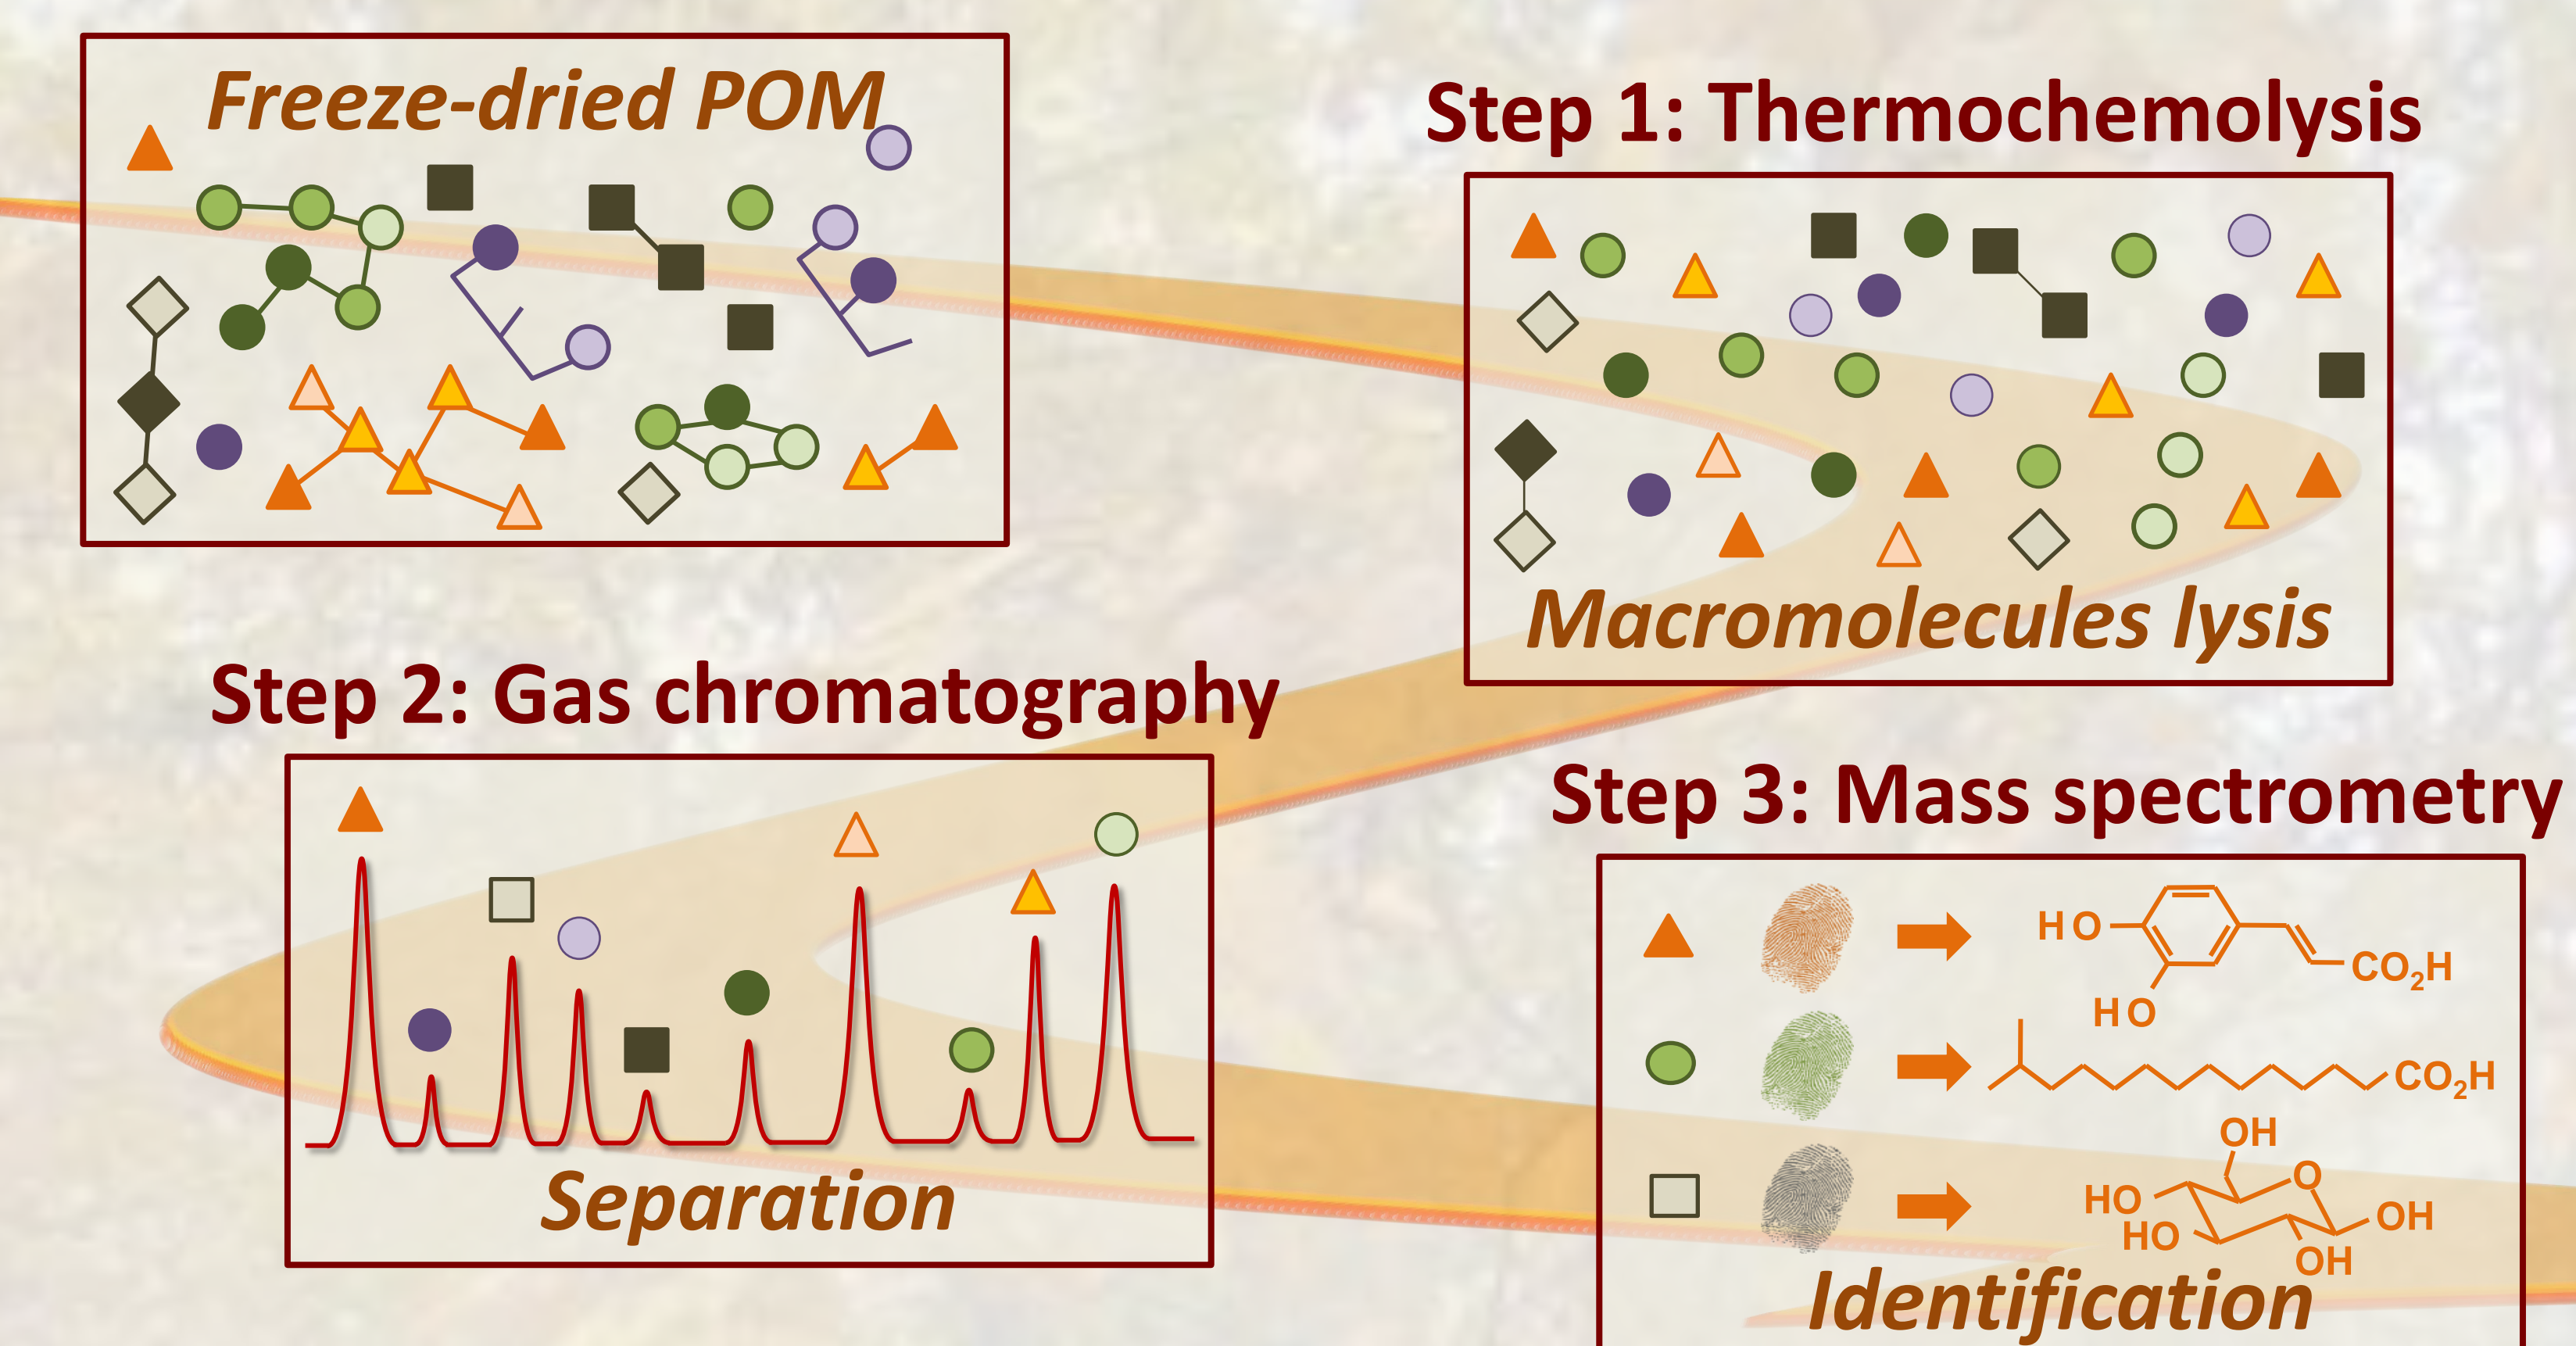 Freeze-dried POM
Step 1: Thermochemolysis
Macromolecules lysis
Step 2: Gas chromatography
Separation
Step 3: Mass spectrometry
HO
CO₂H
HO
CO₂H
OH
O
HO
OH
HO
OH
Identification